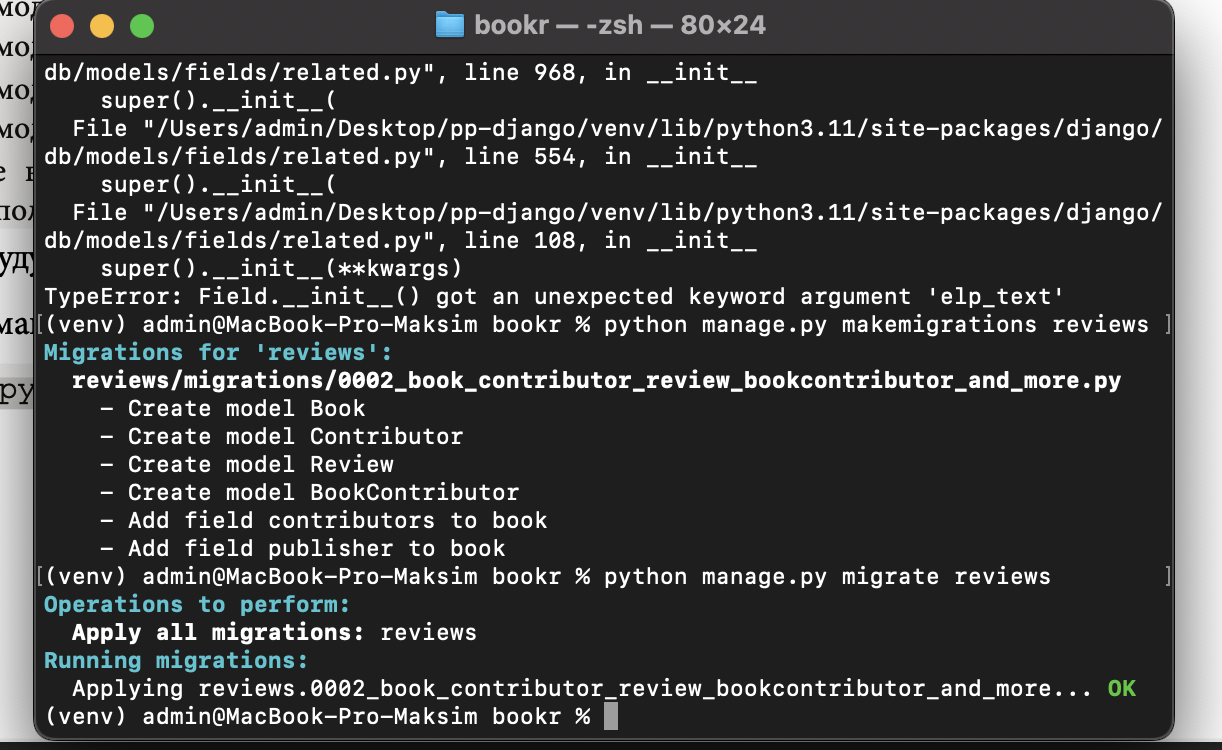 bookr — -zsh — 80×24
db/models/fields/related.py", line 968, in __init__
    super().__init__(
  File "/Users/admin/Desktop/pp-django/venv/lib/python3.11/site-packages/django/
db/models/fields/related.py", line 554, in __init__
    super().__init__(
  File "/Users/admin/Desktop/pp-django/venv/lib/python3.11/site-packages/django/
db/models/fields/related.py", line 108, in __init__
    super().__init__(**kwargs)
TypeError: Field.__init__() got an unexpected keyword argument 'elp_text'
[(venv) admin@MacBook-Pro-Maksim bookr % python manage.py makemigrations reviews ]
Migrations for 'reviews':
  reviews/migrations/0002_book_contributor_review_bookcontributor_and_more.py
    - Create model Book
    - Create model Contributor
    - Create model Review
    - Create model BookContributor
    - Add field contributors to book
    - Add field publisher to book
[(venv) admin@MacBook-Pro-Maksim bookr % python manage.py migrate reviews ]
Operations to perform:
  Apply all migrations: reviews
Running migrations:
  Applying reviews.0002_book_contributor_review_bookcontributor_and_more... OK
(venv) admin@MacBook-Pro-Maksim bookr %